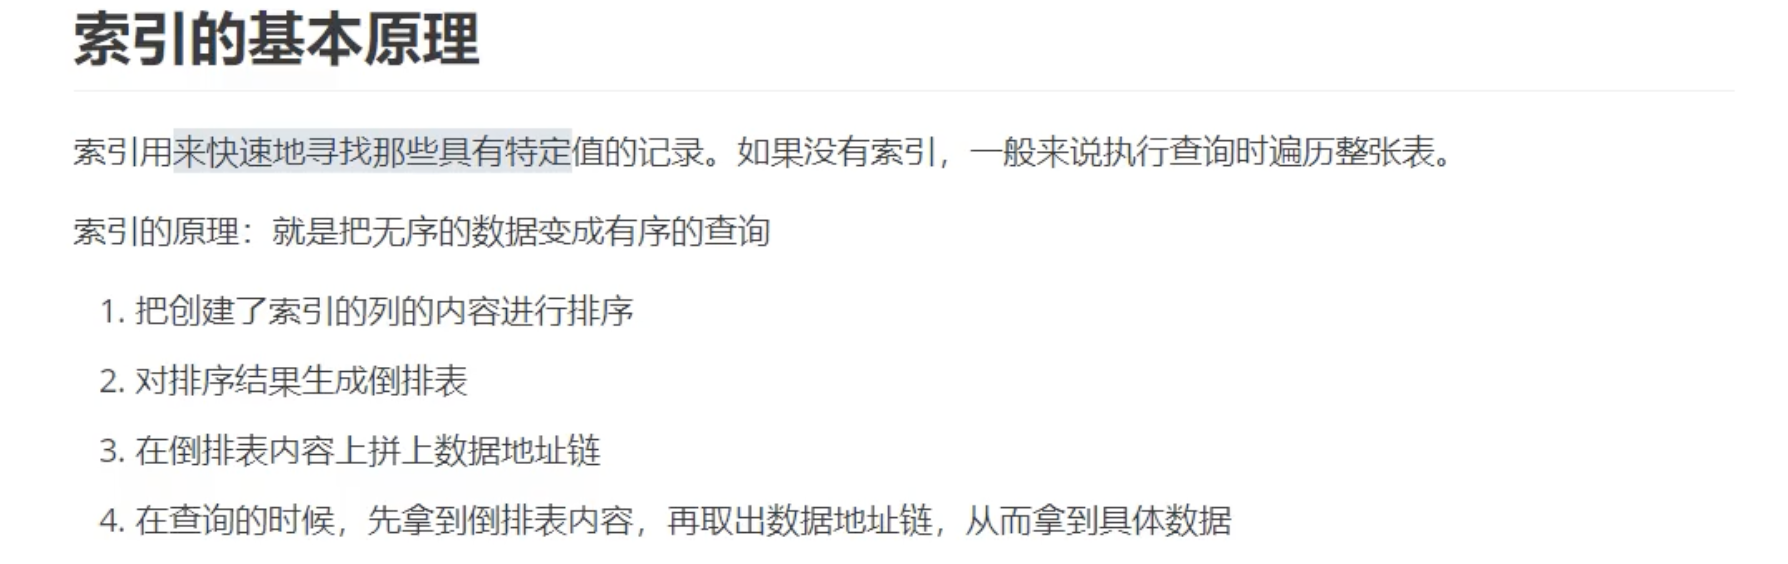 索引的基本原理
索引用来快速地寻找那些具有特定值的记录。如果没有索引，一般来说执行查询时遍历整张表。
索引的原理：就是把无序的数据变成有序的查询
1. 把创建了索引的列的内容进行排序
2. 对排序结果生成倒排表
3. 在倒排表内容上拼上数据地址链
4. 在查询的时候，先拿到倒排表内容，再取出数据地址链，从而拿到具体数据